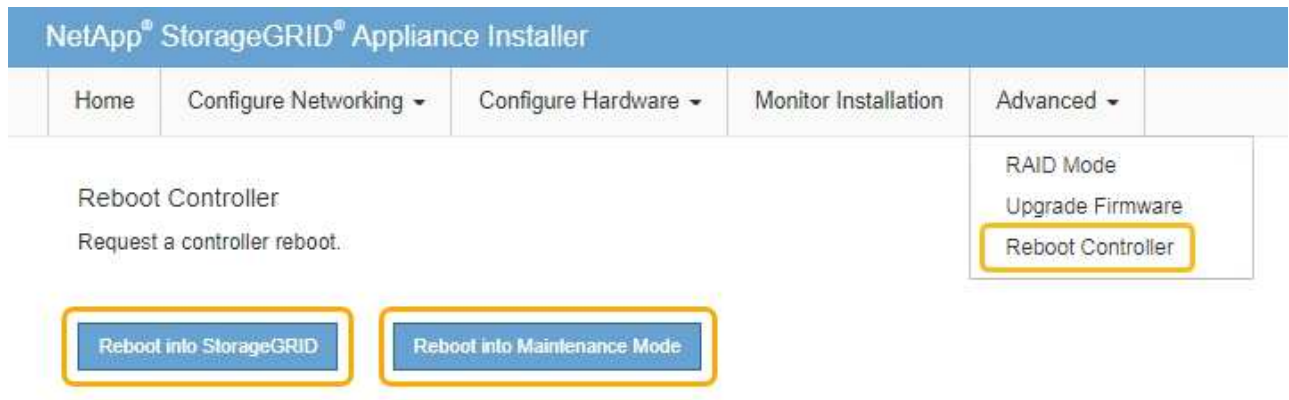 NetApp® StorageGRID® Appliance Installer
Home Configure Networking Configure Hardware Monitor Installation Advanced
RAID Mode
Upgrade Firmware
Reboot Controller
Reboot Controller
Request a controller reboot.
Reboot into StorageGRID Reboot into Maintenance Mode